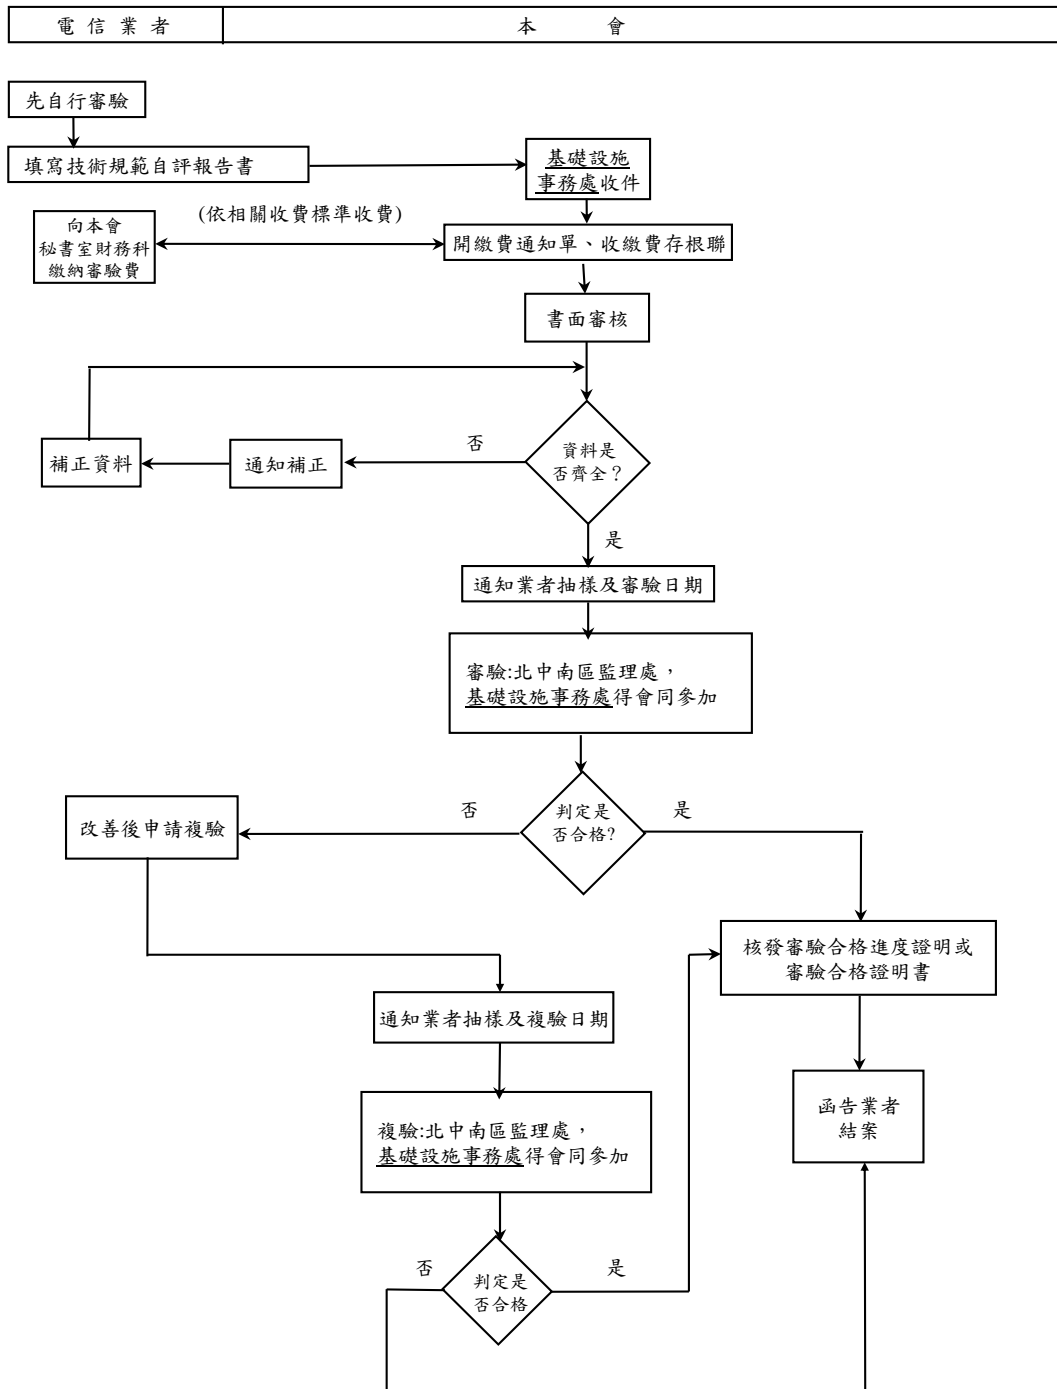 電信業者
本會
先自行審驗
填寫技術規範自評報告書
基礎設施
事務處收件
(依相關收費標準收費)
向本會
秘書室財務科
繳納審驗費
開繳費通知單、收繳費存根聯
書面審核
補正資料
通知補正
否
資料是
否齊全？
是
通知業者抽樣及審驗日期
審驗:北中南區監理處，
基礎設施事務處得會同參加
改善後申請複驗
否
判定是
否合格?
是
核發審驗合格進度證明或
審驗合格證明書
通知業者抽樣及複驗日期
函告業者
結案
複驗:北中南區監理處，
基礎設施事務處得會同參加
否
判定是
否合格
是